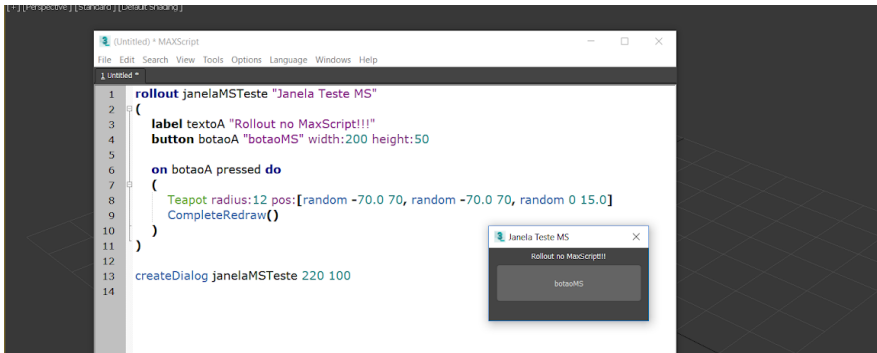 [+] [Perspective] [Standard] [Default Shading]
(Untitled) * MAXScript
File Edit Search View Tools Options Language Windows Help
1 Untitled *
1 rollout janelaMSTeste "Janela Teste MS"
2 (
3 label textoA "Rollout no MaxScript!!!"
4 button botaoA "botaoMS" width:200 height:50
5
6 on botaoA pressed do
7 (
8 Teapot radius:12 pos:[random -70.0 70, random -70.0 70, random 0 15.0]
9 CompleteRedraw()
10 )
11 )
12
13 createDialog janelaMSTeste 220 100
14
Janela Teste MS
Rollout no MaxScript!!!
botaoMS